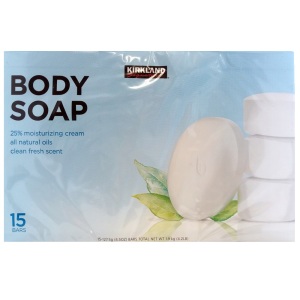 KIRKLAND
BODY
SOAP
25% moisturizing cream
all natural oils
clean fresh scent
15
BARS